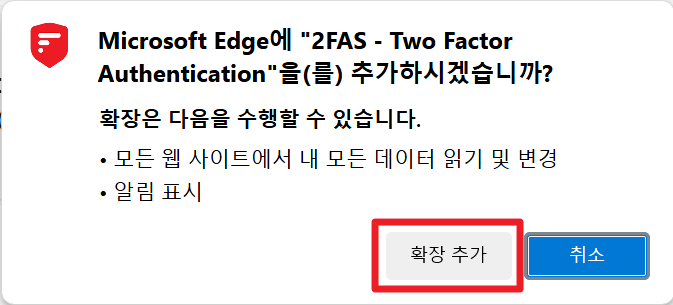 Microsoft Edge에 "2FAS - Two Factor
Authentication"을(를) 추가하시겠습니까?
확장은 다음을 수행할 수 있습니다.
• 모든 웹 사이트에서 내 모든 데이터 읽기 및 변경
• 알림 표시
확장 추가
취소